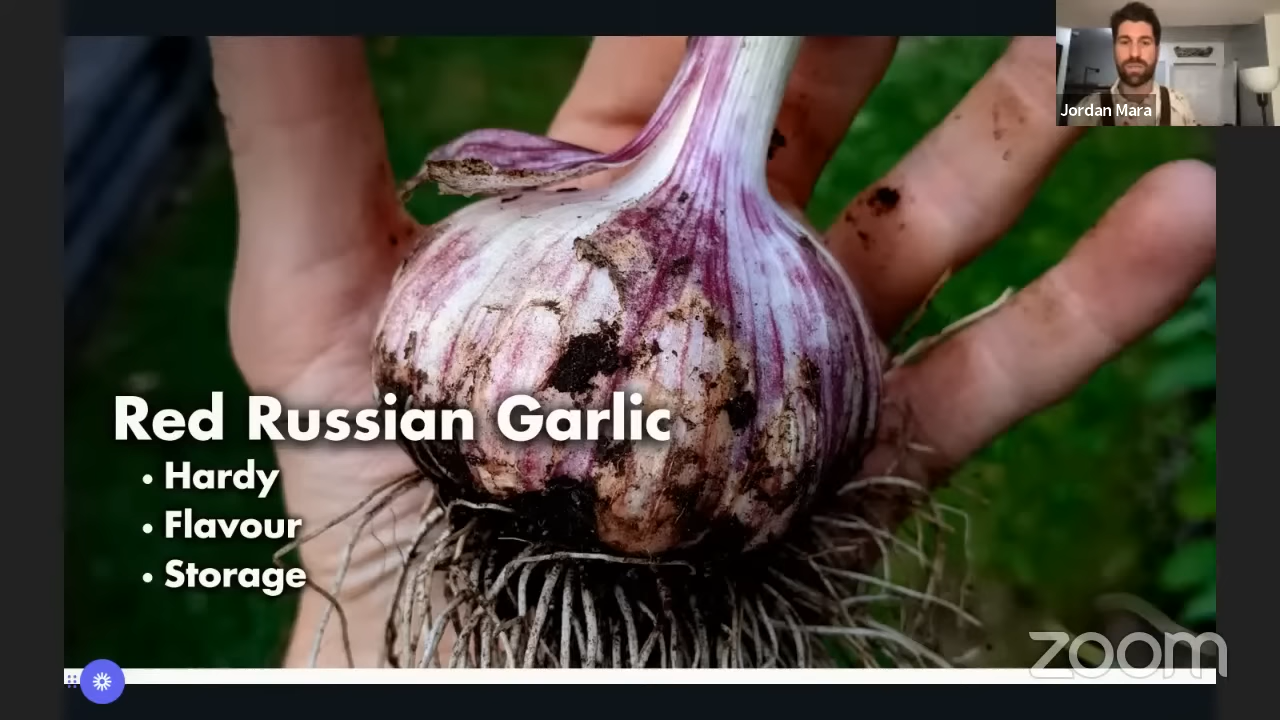 Jordan Mara
Red Russian Garlic
• Hardy
• Flavour
• Storage
zoom